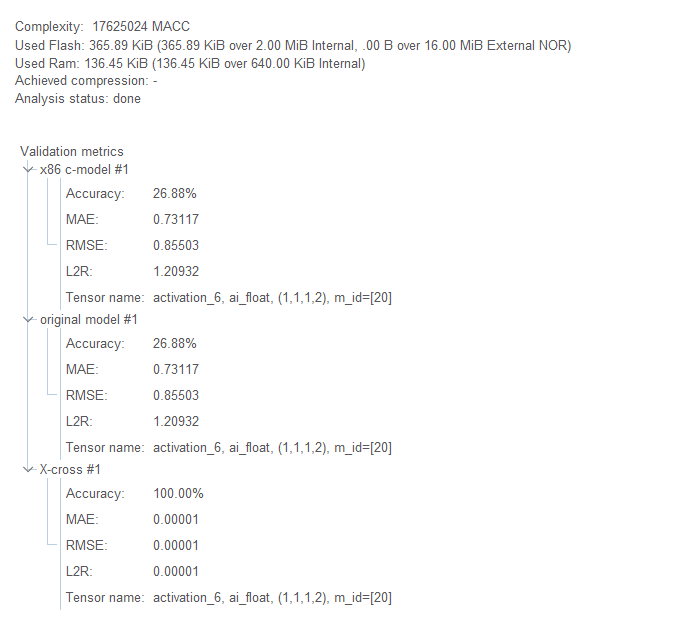 Complexity:  17625024 MACC
Used Flash: 365.89 KiB (365.89 KiB over 2.00 MiB Internal, .00 B over 16.00 MiB External NOR)
Used Ram: 136.45 KiB (136.45 KiB over 640.00 KiB Internal)
Achieved compression: -
Analysis status: done
Validation metrics
x86 c-model #1
Accuracy: 26.88%
MAE: 0.73117
RMSE: 0.85503
L2R: 1.20932
Tensor name: activation_6, ai_float, (1,1,1,2), m_id=[20]
original model #1
Accuracy: 26.88%
MAE: 0.73117
RMSE: 0.85503
L2R: 1.20932
Tensor name: activation_6, ai_float, (1,1,1,2), m_id=[20]
X-cross #1
Accuracy: 100.00%
MAE: 0.00001
RMSE: 0.00001
L2R: 0.00001
Tensor name: activation_6, ai_float, (1,1,1,2), m_id=[20]